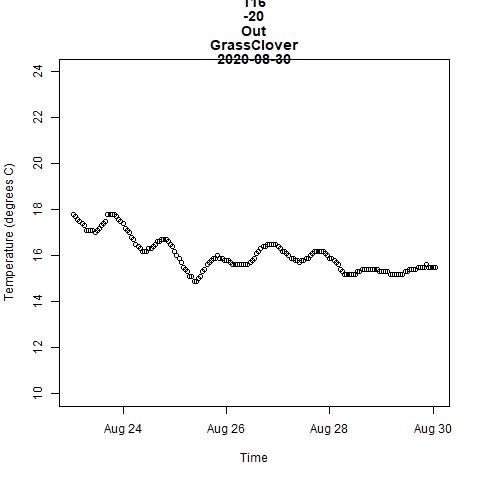 T16
-20
Out
GrassClover
2020-08-30
24
22
20
18
16
14
12
10
Temperature (degrees C)
Aug 24 Aug 26 Aug 28 Aug 30
Time